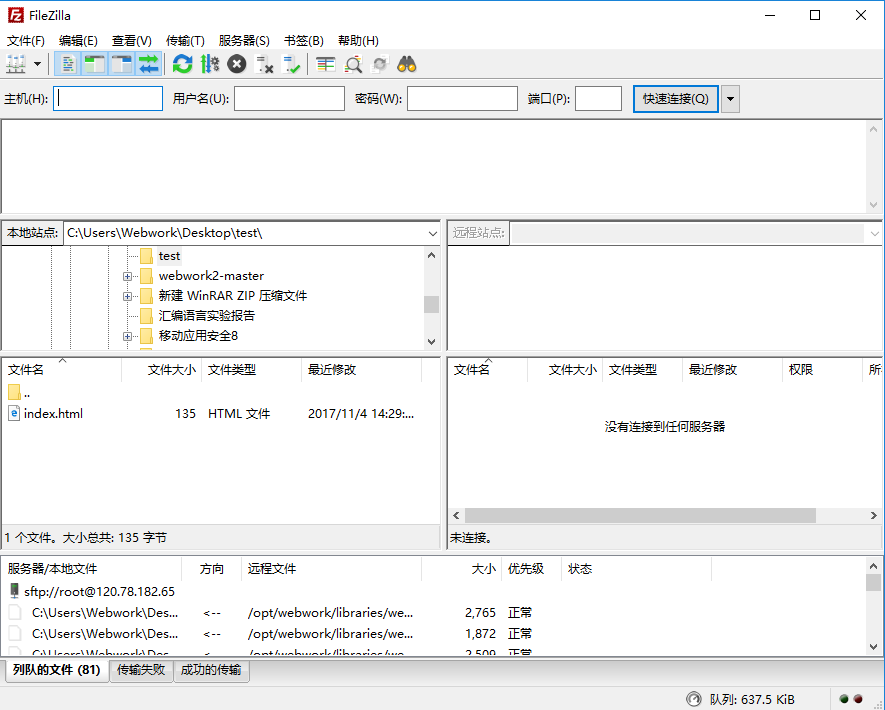 FileZilla
文件(F) 编辑(E) 查看(V) 传输(T) 服务器(S) 书签(B) 帮助(H)
主机(H): 用户名(U): 密码(W): 端口(P): 快速连接(Q)
本地站点: C:\Users\Webwork\Desktop\test\
远程站点:
test
webwork2-master
新建 WinRAR ZIP 压缩文件
汇编语言实验报告
移动应用安全8
文件名 文件大小 文件类型 最近修改
..
index.html 135 HTML 文件 2017/11/4 14:29:...
1 个文件。大小总共: 135 字节
文件名 文件大小 文件类型 最近修改 权限 所
没有连接到任何服务器
未连接。
服务器/本地文件 方向 远程文件 大小 优先级 状态
sftp://root@120.78.182.65
C:\Users\Webwork\Des... <-- /opt/webwork/libraries/we... 2,765 正常
C:\Users\Webwork\Des... <-- /opt/webwork/libraries/we... 1,872 正常
C:\Users\Webwork\Des... <-- /opt/webwork/libraries/we... 2,509 正常
列队的文件 (81) 传输失败 成功的传输
队列: 637.5 KiB